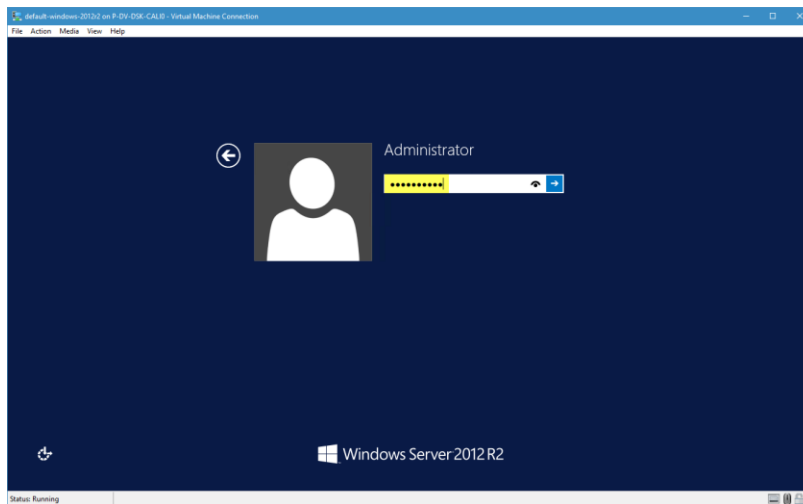 default-windows-2012r2 on P-DV-DSK-CALI0 - Virtual Machine Connection
File Action Media View Help
Administrator
Windows Server 2012 R2
Status: Running